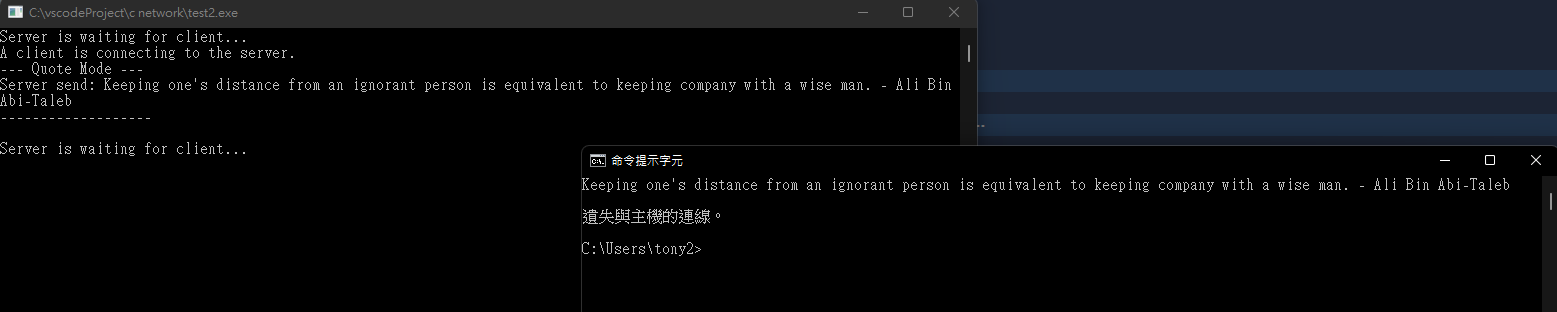 C:\vscodeProject\c network\test2.exe
Server is waiting for client...
A client is connecting to the server.
--- Quote Mode ---
Server send: Keeping one's distance from an ignorant person is equivalent to keeping company with a wise man. - Ali Bin
Abi-Taleb
-------------------
Server is waiting for client...
命令提示字元
Keeping one's distance from an ignorant person is equivalent to keeping company with a wise man. - Ali Bin Abi-Taleb
遺失與主機的連線。
C:\Users\tony2>